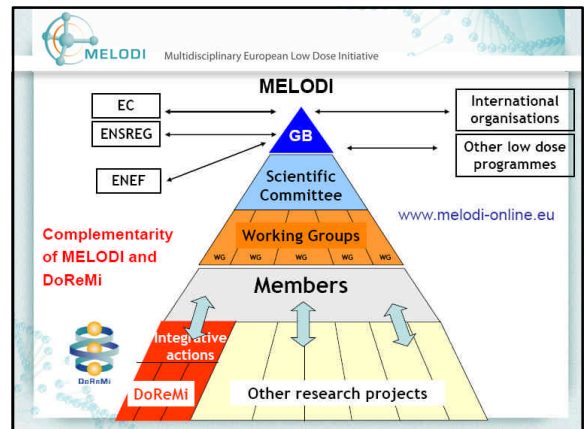 MELODI Multidisciplinary European Low Dose Initiative
MELODI
EC
ENSREG
ENEF
GB
International
organisations
Other low dose
programmes
Scientific
Committee
www.melodi-online.eu
Working Groups
WG WG WG WG WG
Complementarity
of MELODI and
DoReMi
Members
Integrative
actions
DoReMi
DoReMi
Other research projects